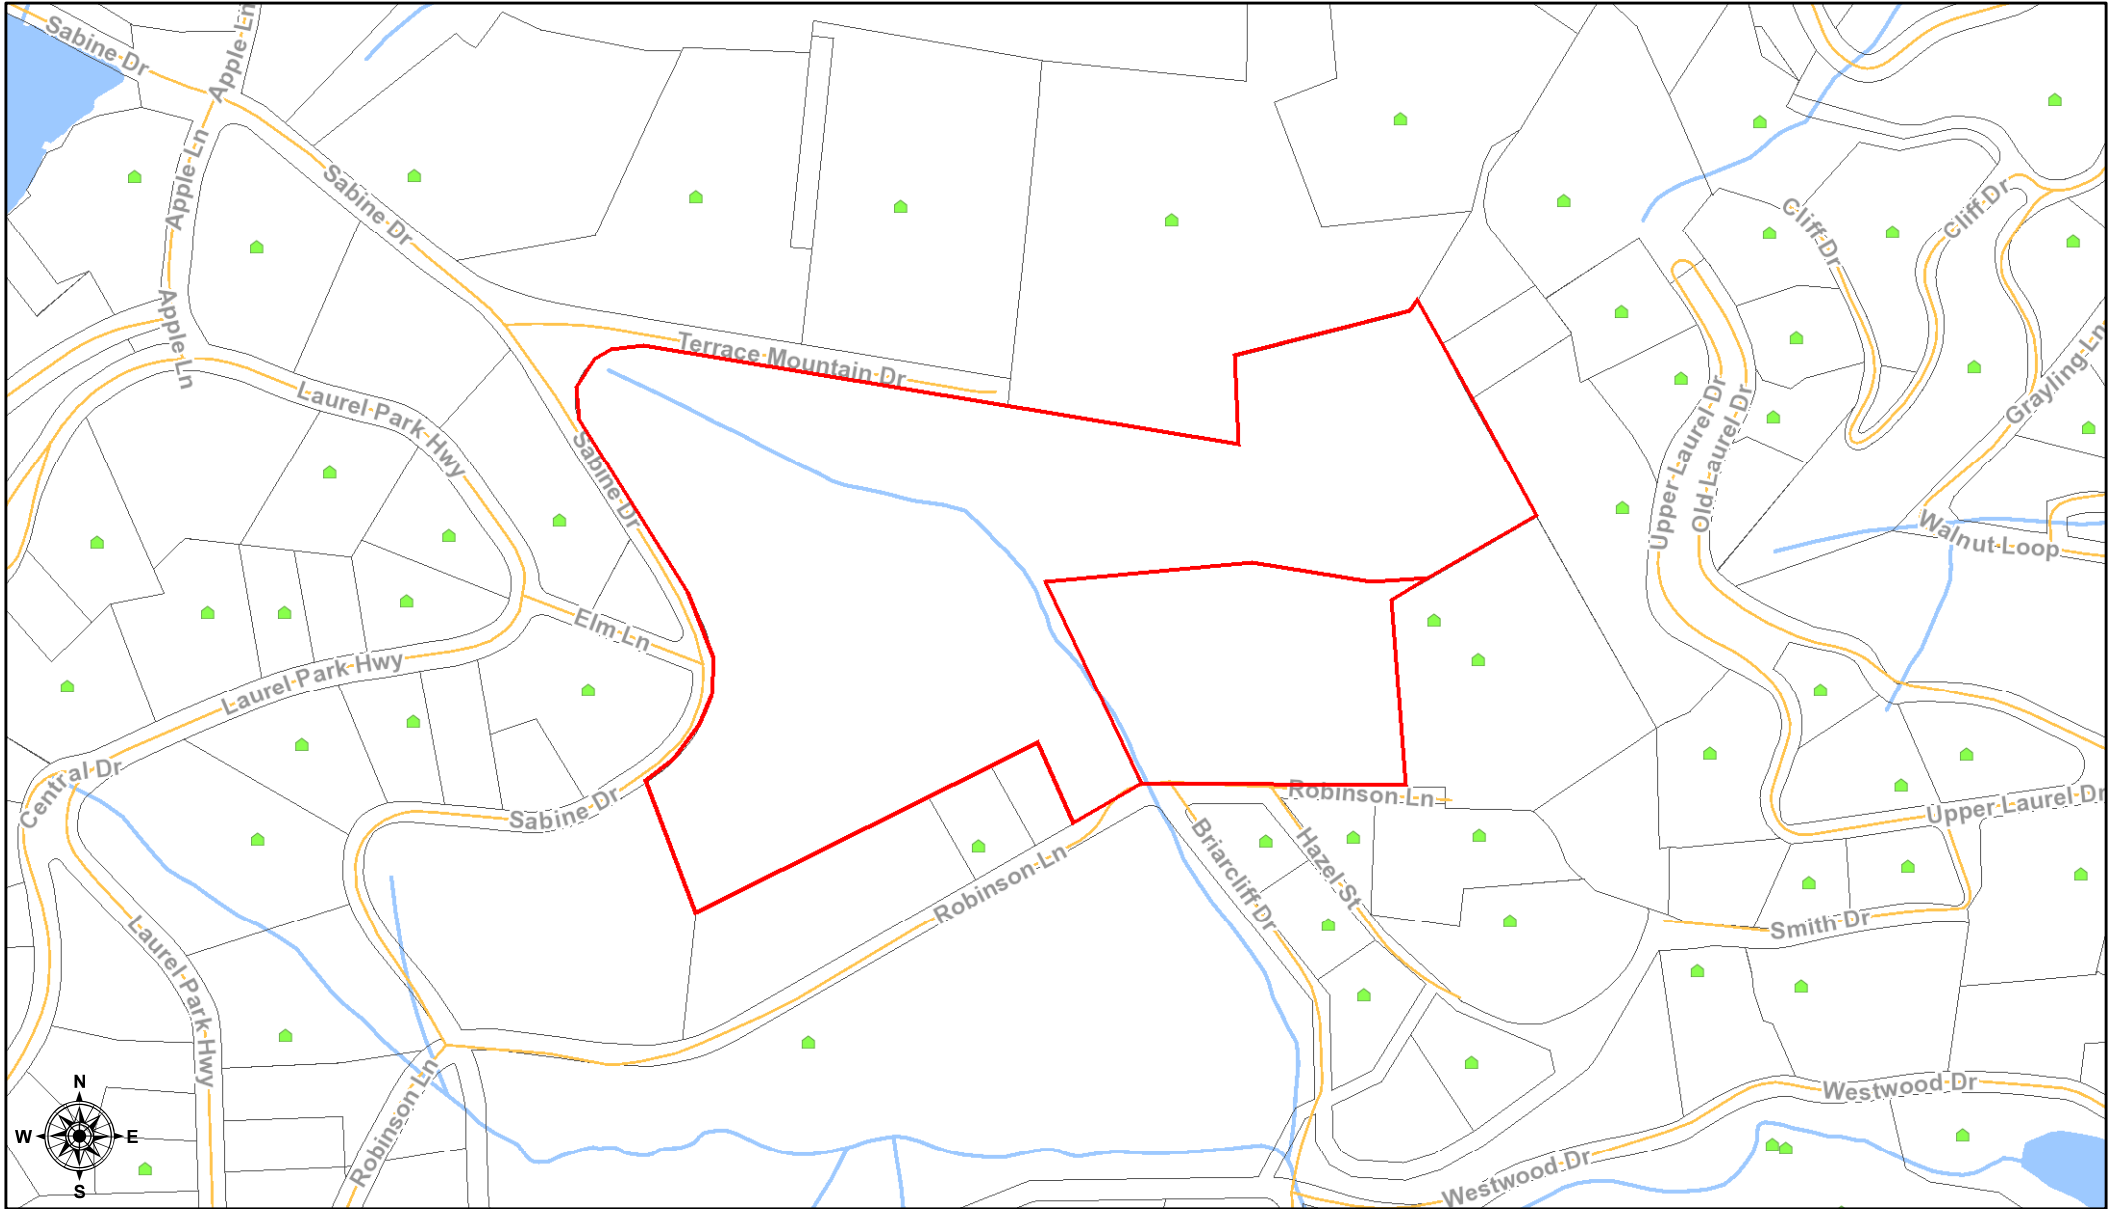 Sabine Dr
Apple Ln
Apple Ln
Sabine Dr
Cliff Dr
Cliff Dr
Apple Ln
Terrace Mountain Dr
Grayling Ln
Laurel Park Hwy
Upper Laurel Dr
Old Laurel Dr
Sabine Dr
Walnut Loop
Elm Ln
Laurel Park Hwy
Central Dr
Robinson Ln
Upper Laurel Dr
Sabine Dr
Briarcliff Dr
Hazel St
Robinson Ln
Smith Dr
Laurel Park Hwy
Westwood Dr
Robinson Ln
Westwood Dr
N
W E
S